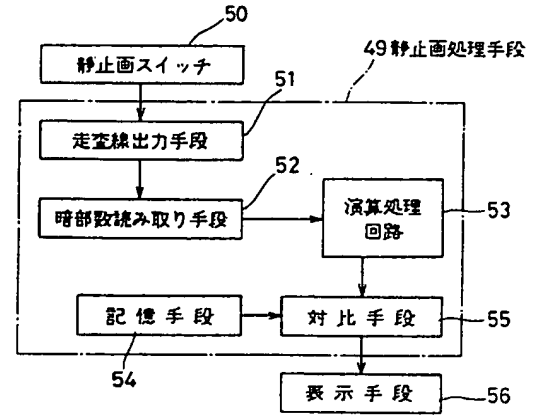 50
静止画スイッチ
49 静止画処理手段
51
走査線出力手段
52
暗部数読み取り手段
演算処理
回路
53
記憶手段
対比手段
55
54
表示手段
56